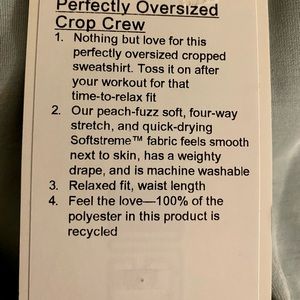 Perfectly Oversized
Crop Crew
1. Nothing but love for this
perfectly oversized cropped
sweatshirt. Toss it on after
your workout for that
time-to-relax fit
2. Our peach-fuzz soft, four-way
stretch, and quick-drying
Softstreme™ fabric feels smooth
next to skin, has a weighty
drape, and is machine washable
3. Relaxed fit, waist length
4. Feel the love—100% of the
polyester in this product is
recycled